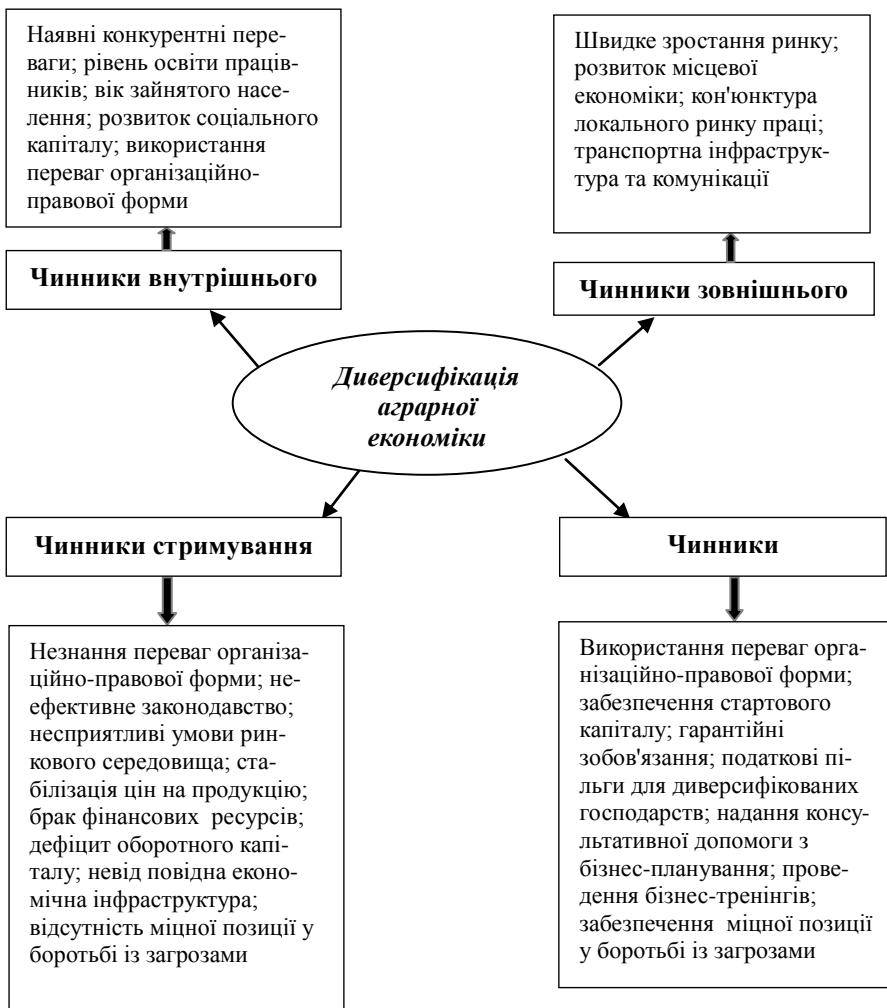 Наявні конкурентні пере-
ваги; рівень освіти праців-
ників; вік зайнятого насе-
лення; розвиток соціального
капіталу; використання
переваг організаційно-
правової форми
Швидке зростання ринку;
розвиток місцевої
економіки; кон'юнктура
локального ринку праці;
транспортна інфраструк-
тура та комунікації
Чинники внутрішнього
Чинники зовнішнього
Диверсифікація
аграрної
економіки
Чинники стримування
Чинники
Незнання переваг організа-
ційно-правової форми; не-
ефективне законодавство;
несприятливі умови рин-
кового середовища; ста-
білізація цін на продукцію;
брак фінансових ресурсів;
дефіцит оборотного капі-
талу; невід повідна еконо-
мічна інфраструктура;
відсутність міцної позиції у
боротьбі із загрозами
Використання переваг орга-
нізаційно-правової форми;
забезпечення стартового
капіталу; гарантійні
зобов'язання; податкові пі-
льги для диверсифікованих
господарств; надання консу-
льтативної допомоги з
бізнес-планування; прове-
дення бізнес-тренінгів;
забезпечення міцної позиції
у боротьбі із загрозами